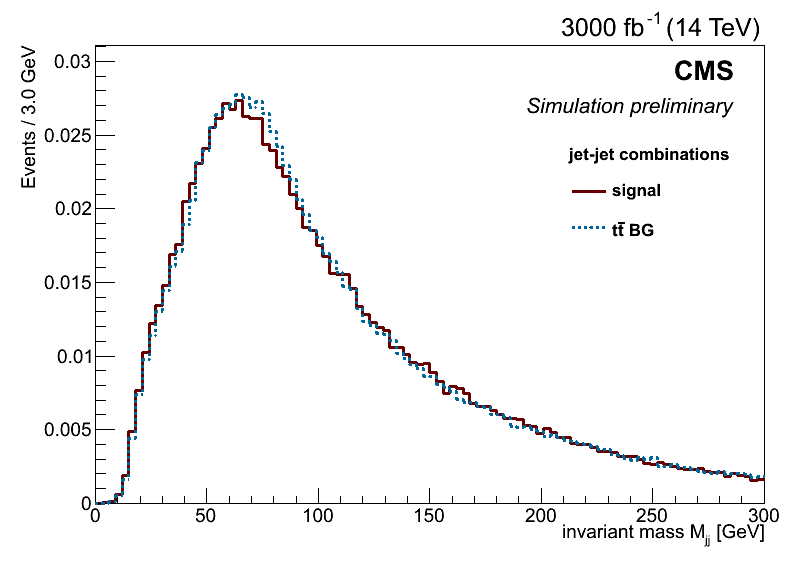 3000 fb⁻¹ (14 TeV)
Events / 3.0 GeV
CMS
Simulation preliminary
jet-jet combinations
signal
tt̄ BG
0.03
0.025
0.02
0.015
0.01
0.005
0
0 50 100 150 200 250 300
invariant mass Mjj [GeV]